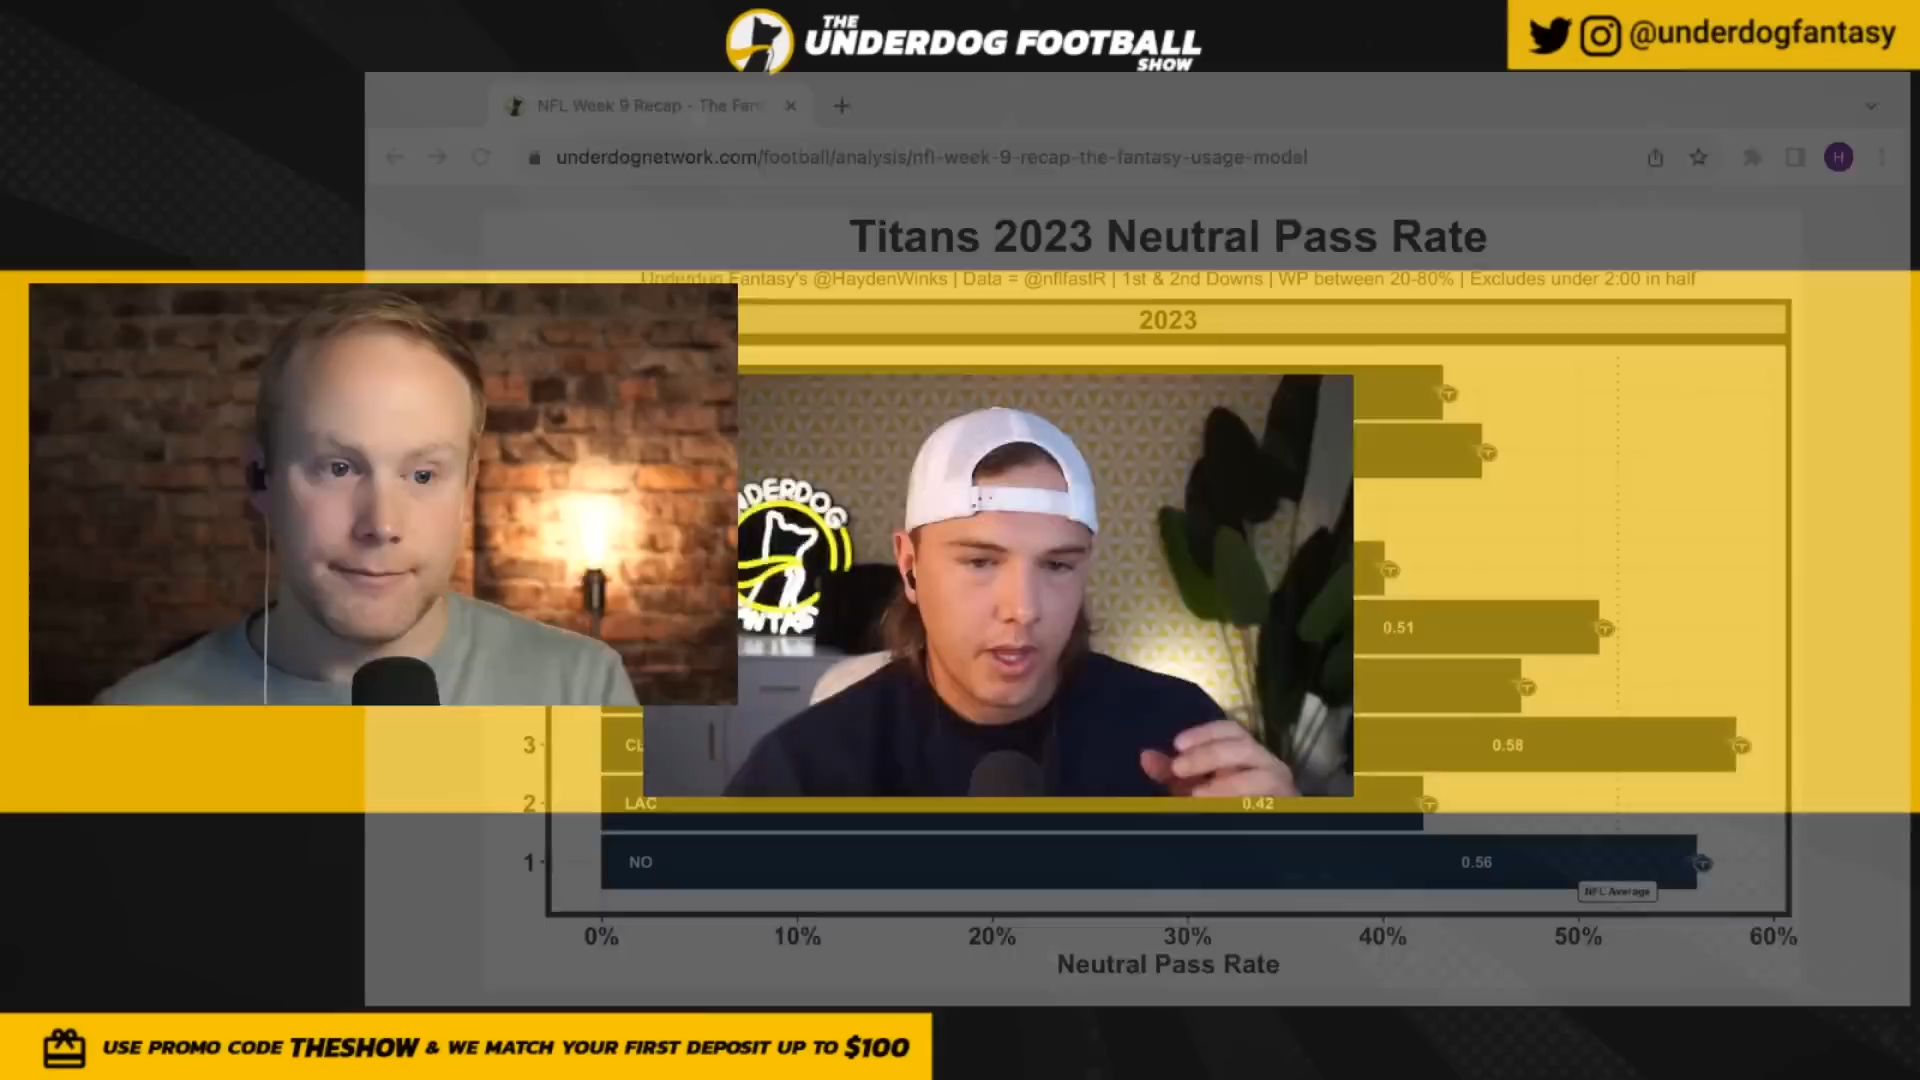 THE
UNDERDOG FOOTBALL
SHOW
@underdogfantasy
NFL Week 9 Recap - The Fan
underdognetwork.com/football/analysis/nfl-week-9-recap-the-fantasy-usage-model
H
Titans 2023 Neutral Pass Rate
Underdog Fantasy's @HaydenWinks | Data = @nflfastR | 1st & 2nd Downs | WP between 20-80% | Excludes under 2:00 in half
2023
0.51
3
0.58
2 LAC 0.42
1 NO 0.56
NFL Average
0% 10% 20% 30% 40% 50% 60%
Neutral Pass Rate
USE PROMO CODE THESHOW & WE MATCH YOUR FIRST DEPOSIT UP TO $100